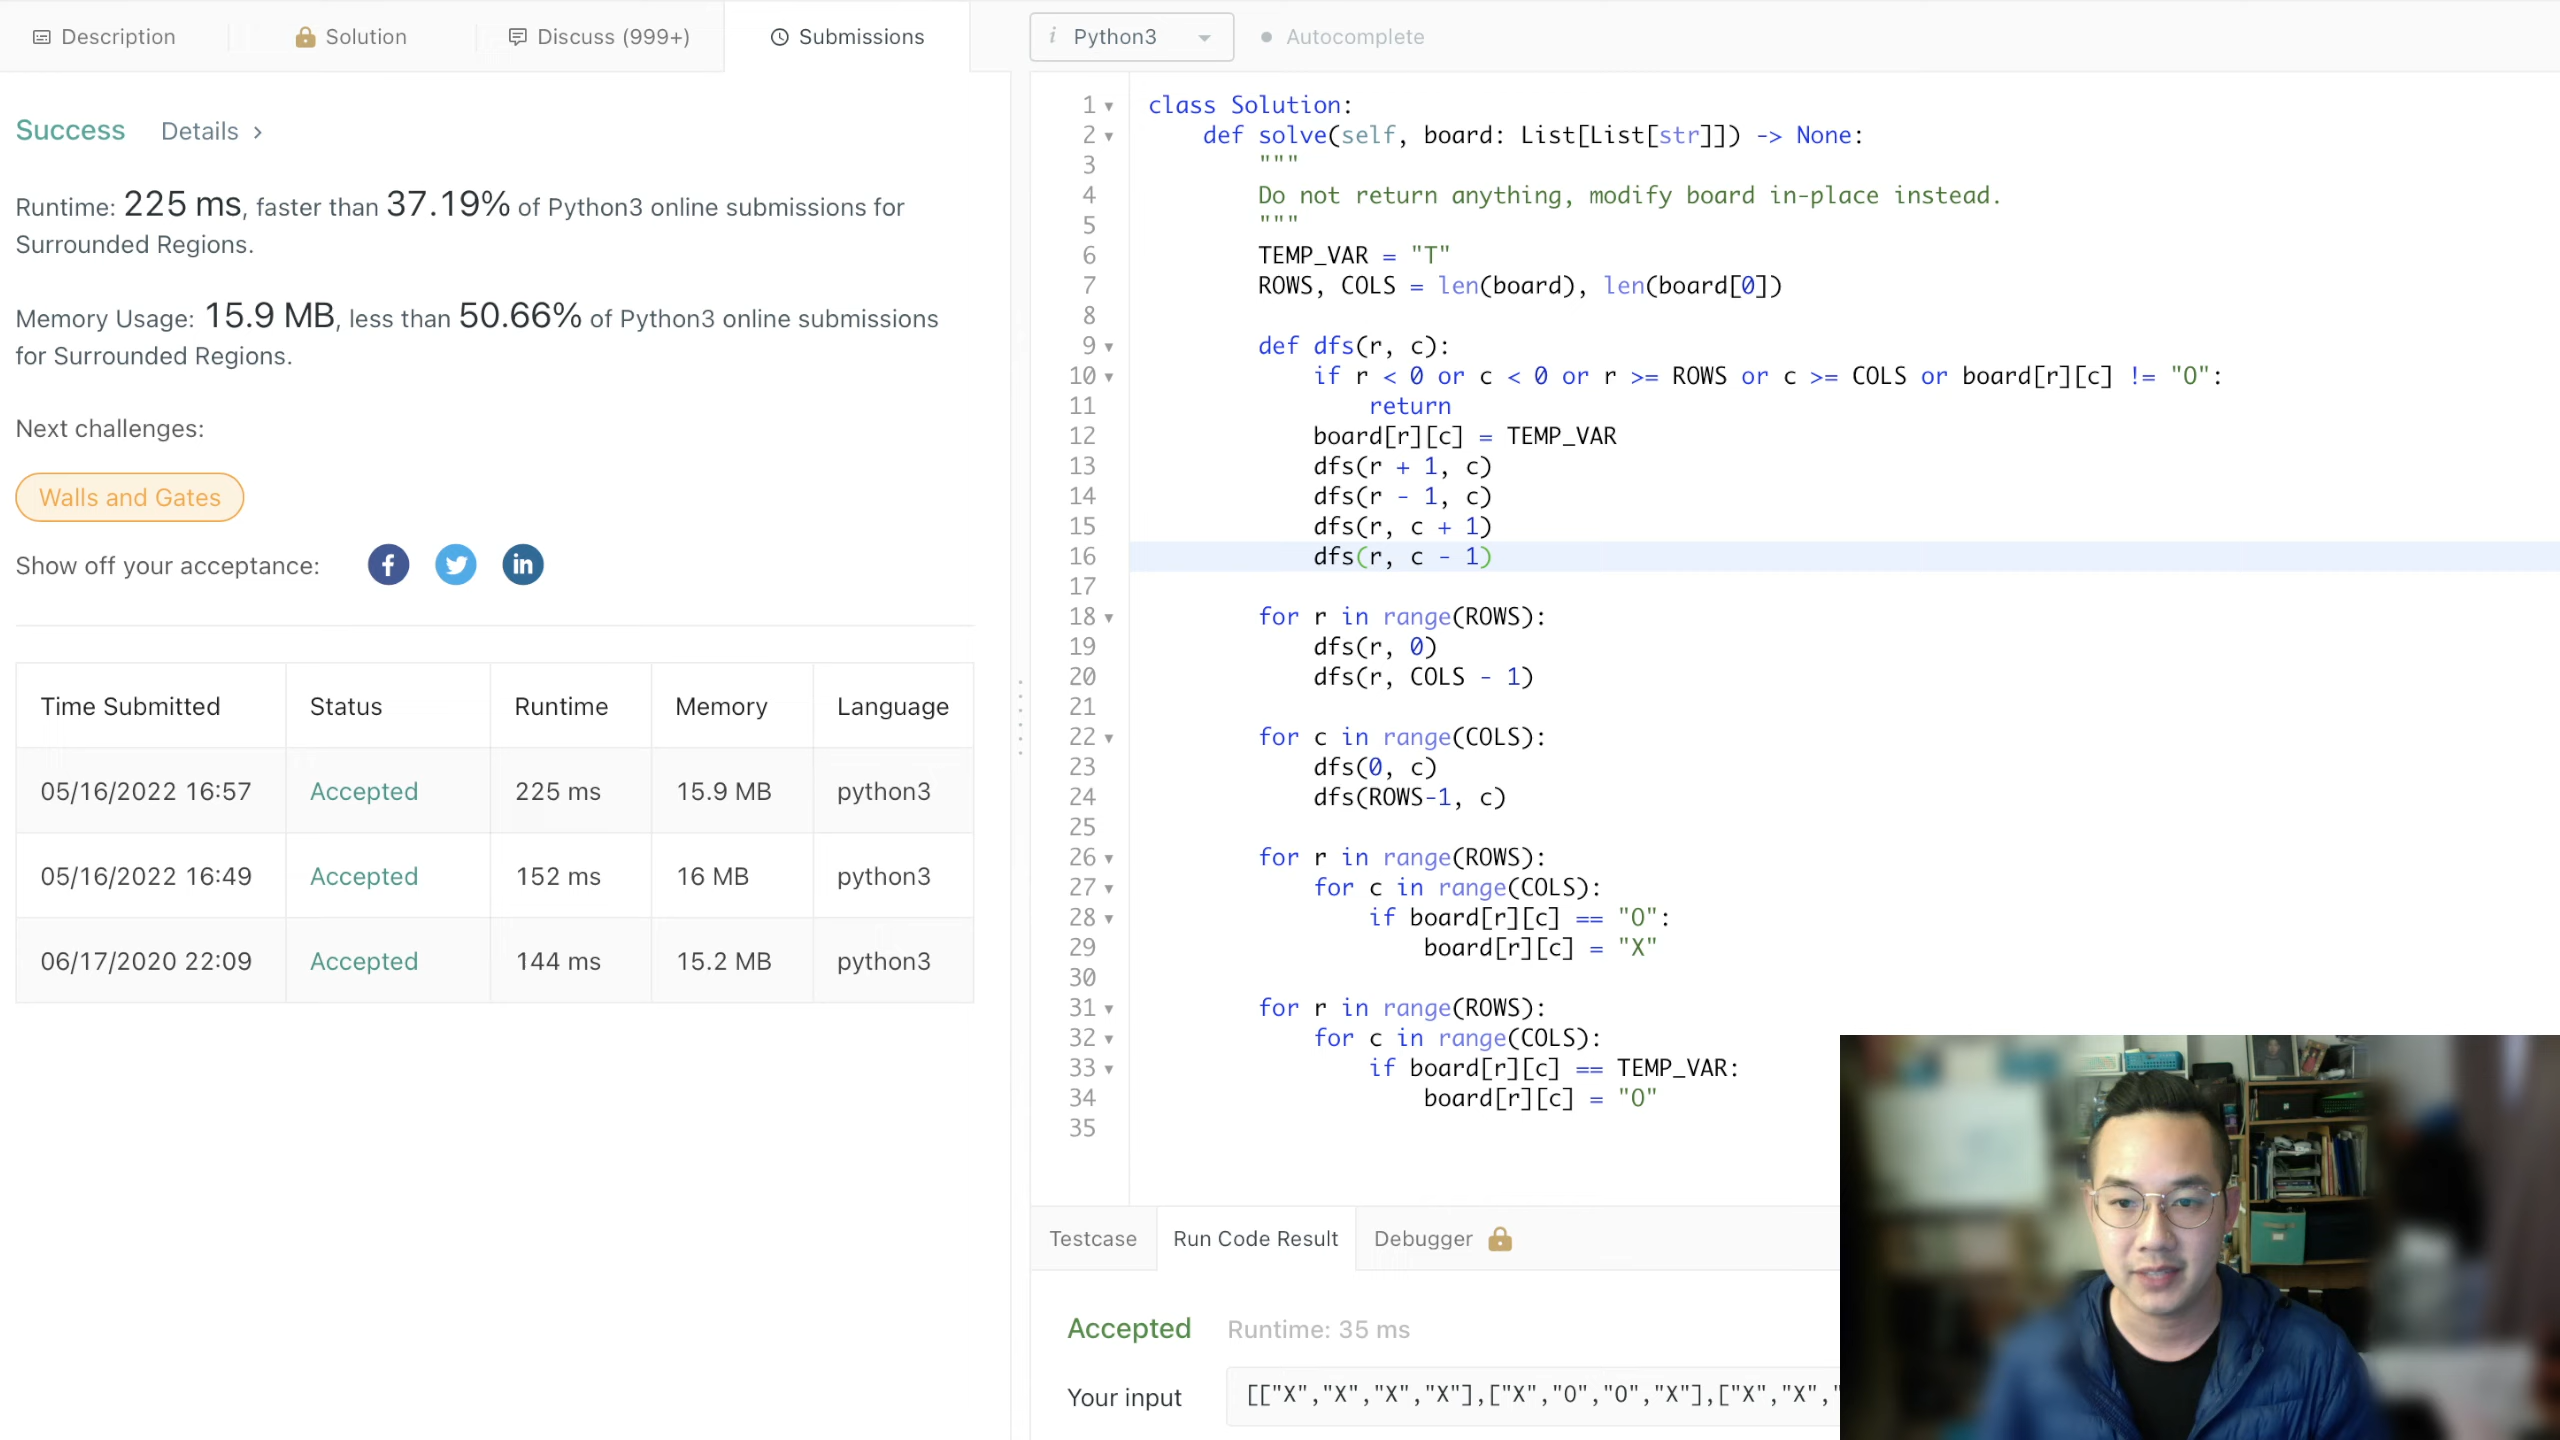 Description
Solution
Discuss (999+)
Submissions
i Python3
Autocomplete
Success Details >
Runtime: 225 ms, faster than 37.19% of Python3 online submissions for
Surrounded Regions.
Memory Usage: 15.9 MB, less than 50.66% of Python3 online submissions
for Surrounded Regions.
Next challenges:
Walls and Gates
Show off your acceptance: f in
Time Submitted Status Runtime Memory Language
05/16/2022 16:57 Accepted 225 ms 15.9 MB python3
05/16/2022 16:49 Accepted 152 ms 16 MB python3
06/17/2020 22:09 Accepted 144 ms 15.2 MB python3
1 class Solution:
2 def solve(self, board: List[List[str]]) -> None:
3 """
4 Do not return anything, modify board in-place instead.
5 """
6 TEMP_VAR = "T"
7 ROWS, COLS = len(board), len(board[0])
8
9 def dfs(r, c):
10 if r < 0 or c < 0 or r >= ROWS or c >= COLS or board[r][c] != "O":
11 return
12 board[r][c] = TEMP_VAR
13 dfs(r + 1, c)
14 dfs(r - 1, c)
15 dfs(r, c + 1)
16 dfs(r, c - 1)
17
18 for r in range(ROWS):
19 dfs(r, 0)
20 dfs(r, COLS - 1)
21
22 for c in range(COLS):
23 dfs(0, c)
24 dfs(ROWS-1, c)
25
26 for r in range(ROWS):
27 for c in range(COLS):
28 if board[r][c] == "O":
29 board[r][c] = "X"
30
31 for r in range(ROWS):
32 for c in range(COLS):
33 if board[r][c] == TEMP_VAR:
34 board[r][c] = "O"
35
Testcase
Run Code Result
Debugger
Accepted Runtime: 35 ms
Your input [["X","X","X","X"],["X","O","O","X"],["X","X","